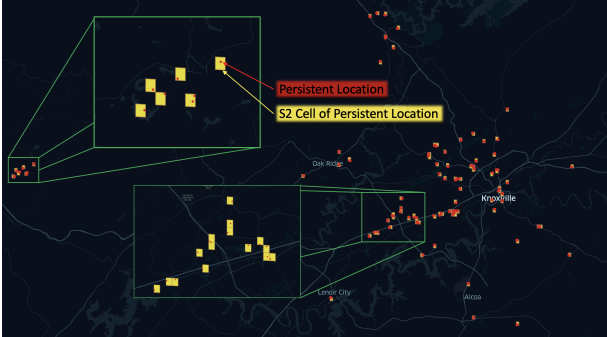 Persistent Location
S2 Cell of Persistent Location
Oak Ridge
Knoxville
Lenoir City
Alcoa